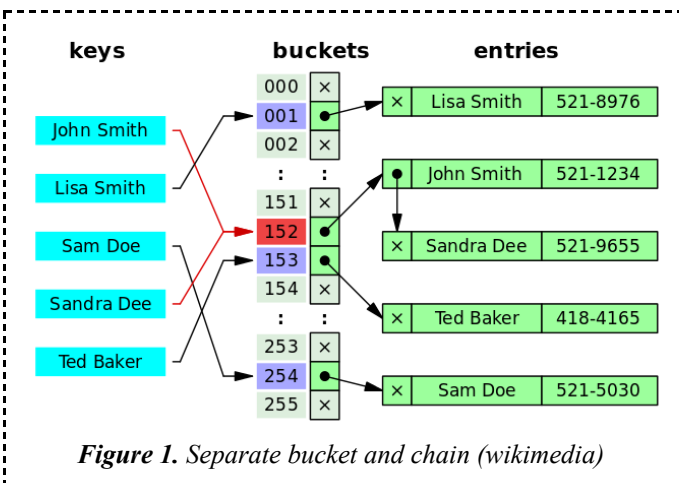 keys buckets entries
John Smith
Lisa Smith
Sam Doe
Sandra Dee
Ted Baker
000 ×
001
002 ×
: :
151 ×
152
153
154 ×
: :
253 ×
254
255 ×
× Lisa Smith 521-8976
John Smith 521-1234
× Sandra Dee 521-9655
× Ted Baker 418-4165
× Sam Doe 521-5030
Figure 1. Separate bucket and chain (wikimedia)